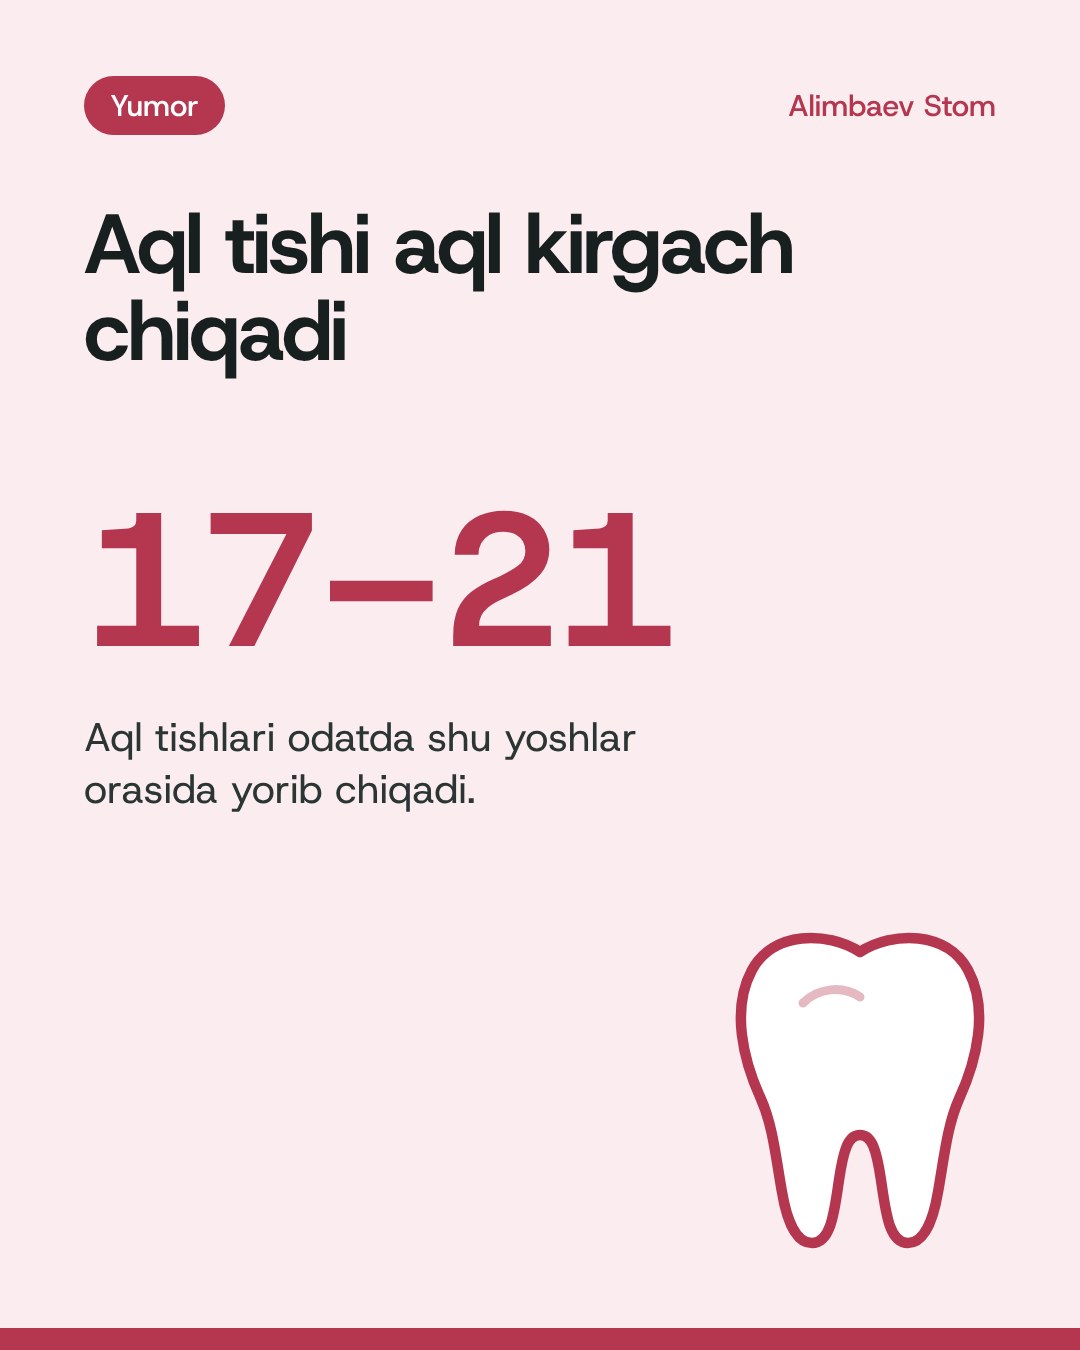 Yumor
Alimbaev Stom
Aql tishi aql kirgach
chiqadi
17–21
Aql tishlari odatda shu yoshlar
orasida yorib chiqadi.